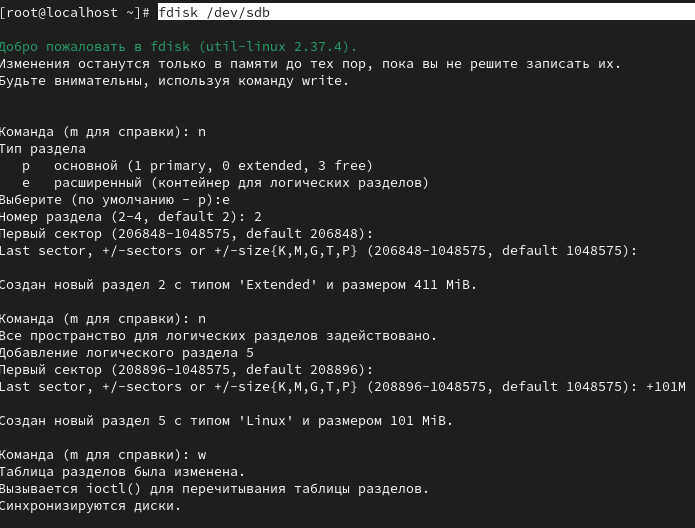 [root@localhost ~]# fdisk /dev/sdb
Добро пожаловать в fdisk (util-linux 2.37.4).
Изменения останутся только в памяти до тех пор, пока вы не решите записать их.
Будьте внимательны, используя команду write.
Команда (m для справки): n
Тип раздела
p основной (1 primary, 0 extended, 3 free)
e расширенный (контейнер для логических разделов)
Выберите (по умолчанию - p):e
Номер раздела (2-4, default 2): 2
Первый сектор (206848-1048575, default 206848):
Last sector, +/-sectors or +/-size{K,M,G,T,P} (206848-1048575, default 1048575):
Создан новый раздел 2 с типом 'Extended' и размером 411 MiB.
Команда (m для справки): n
Все пространство для логических разделов задействовано.
Добавление логического раздела 5
Первый сектор (208896-1048575, default 208896):
Last sector, +/-sectors or +/-size{K,M,G,T,P} (208896-1048575, default 1048575): +101M
Создан новый раздел 5 с типом 'Linux' и размером 101 MiB.
Команда (m для справки): w
Таблица разделов была изменена.
Вызывается ioctl() для перечитывания таблицы разделов.
Синхронизируются диски.